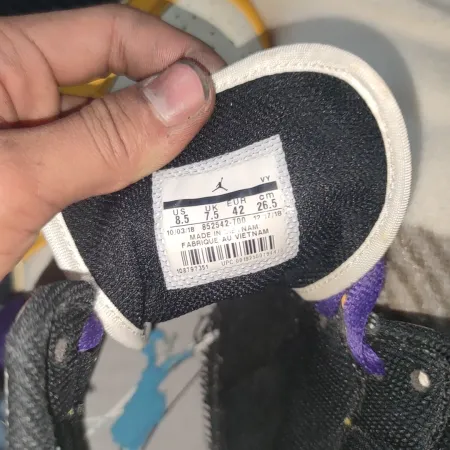 VY
US UK EUR cm
8.5 7.5 42 26.5
10/03/18 852542-100
MADE IN VIETNAM
FABRIQUE AU VIETNAM
UPC